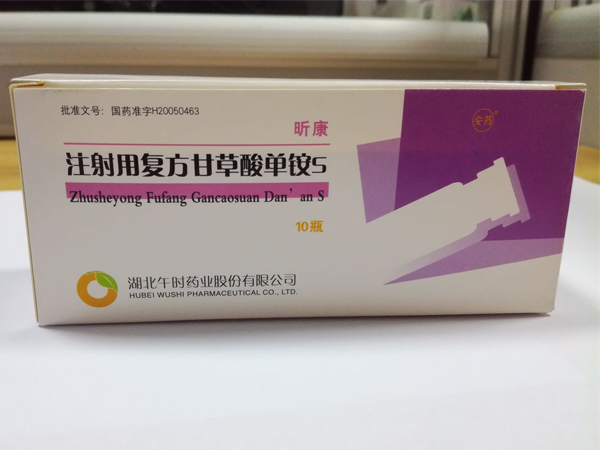 批准文号：国药准字H20050463
安药®
昕康
注射用复方甘草酸单铵S
Zhusheyong Fufang Gancaosuan Dan'an S
10瓶
湖北午时药业股份有限公司
HUBEI WUSHI PHARMACEUTICAL CO., LTD.